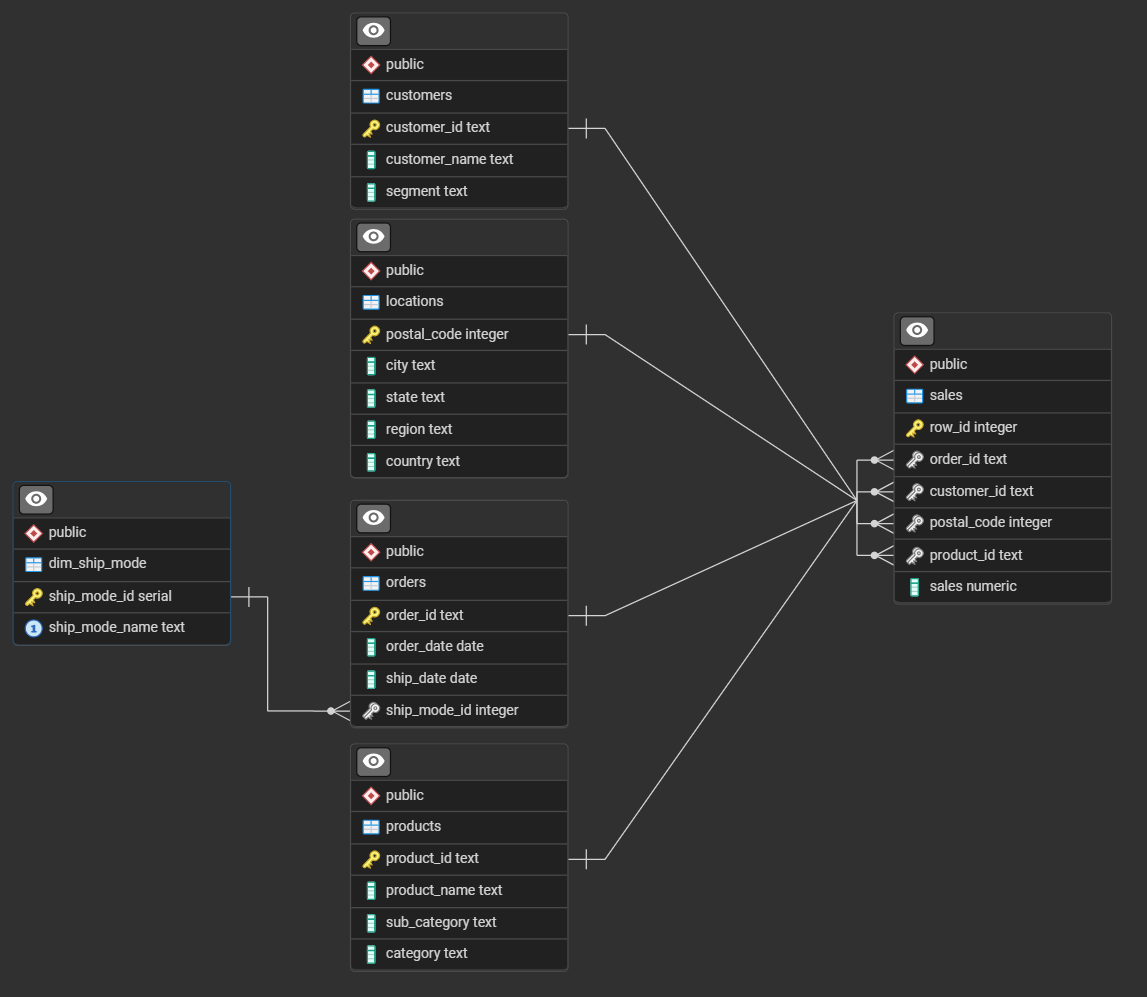 public
customers
customer_id text
customer_name text
segment text
public
locations
postal_code integer
city text
state text
region text
country text
public
dim_ship_mode
ship_mode_id serial
1 ship_mode_name text
public
orders
order_id text
order_date date
ship_date date
ship_mode_id integer
public
products
product_id text
product_name text
sub_category text
category text
public
sales
row_id integer
order_id text
customer_id text
postal_code integer
product_id text
sales numeric